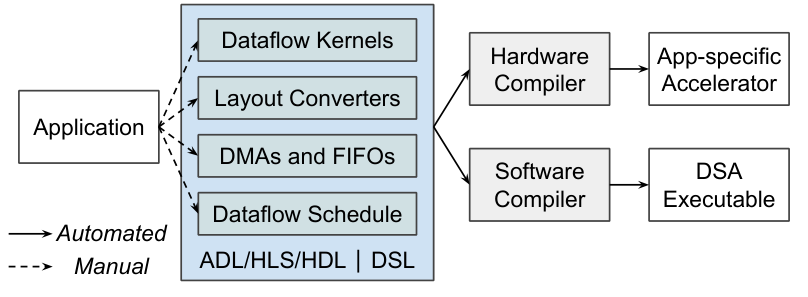 Application
Dataflow Kernels
Layout Converters
DMAs and FIFOs
Dataflow Schedule
ADL/HLS/HDL | DSL
Hardware
Compiler
Software
Compiler
App-specific
Accelerator
DSA
Executable
Automated
Manual